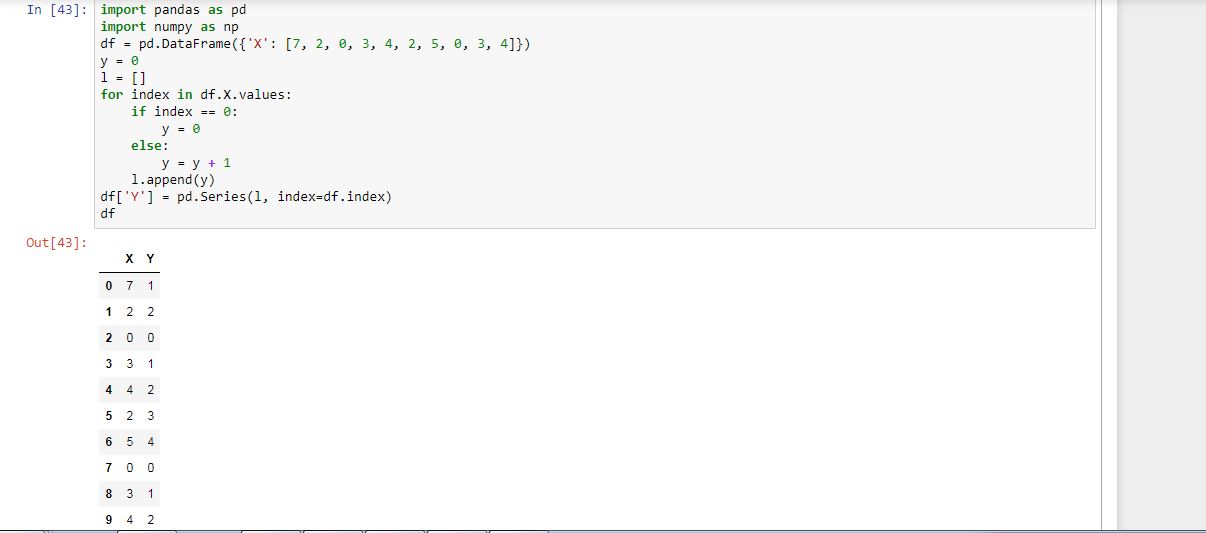 In [43]: import pandas as pd
import numpy as np
df = pd.DataFrame({'X': [7, 2, 0, 3, 4, 2, 5, 0, 3, 4]})
y = 0
l = []
for index in df.X.values:
    if index == 0:
        y = 0
    else:
        y = y + 1
    l.append(y)
df['Y'] = pd.Series(l, index=df.index)
df
Out[43]:
X Y
0 7 1
1 2 2
2 0 0
3 3 1
4 4 2
5 2 3
6 5 4
7 0 0
8 3 1
9 4 2